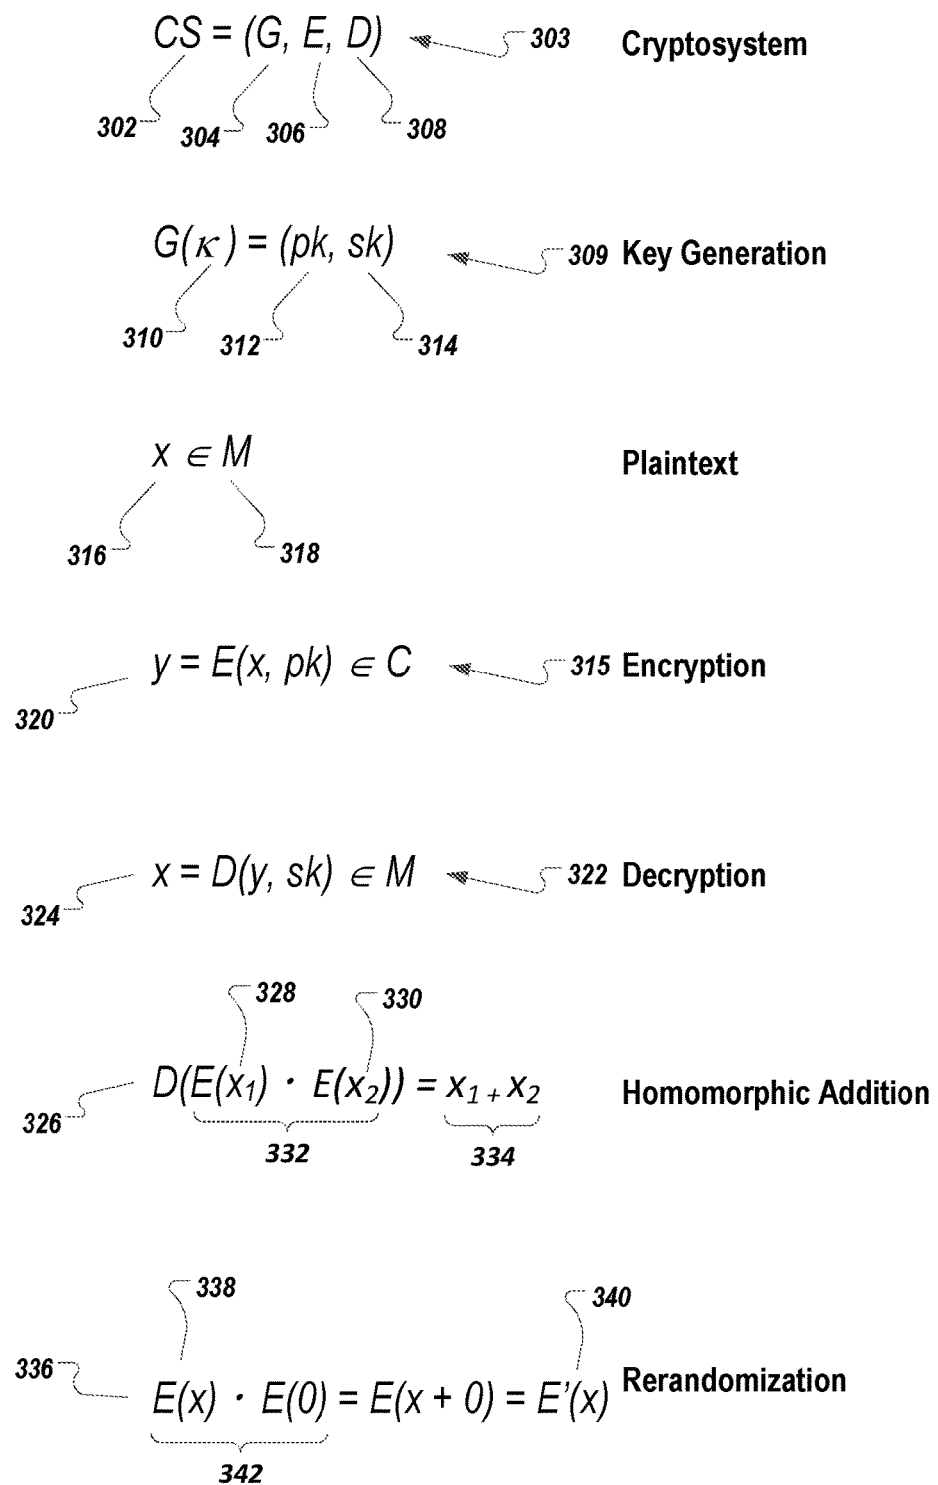 CS = (G, E, D) 303 Cryptosystem
302 304 306 308
G(κ) = (pk, sk) 309 Key Generation
310 312 314
x ∈ M Plaintext
316 318
y = E(x, pk) ∈ C 315 Encryption
320
x = D(y, sk) ∈ M 322 Decryption
324
328 330
D(E(x₁) · E(x₂)) = x₁ + x₂ Homomorphic Addition
326
332 334
338 340
336 E(x) · E(0) = E(x + 0) = E'(x) Rerandomization
342